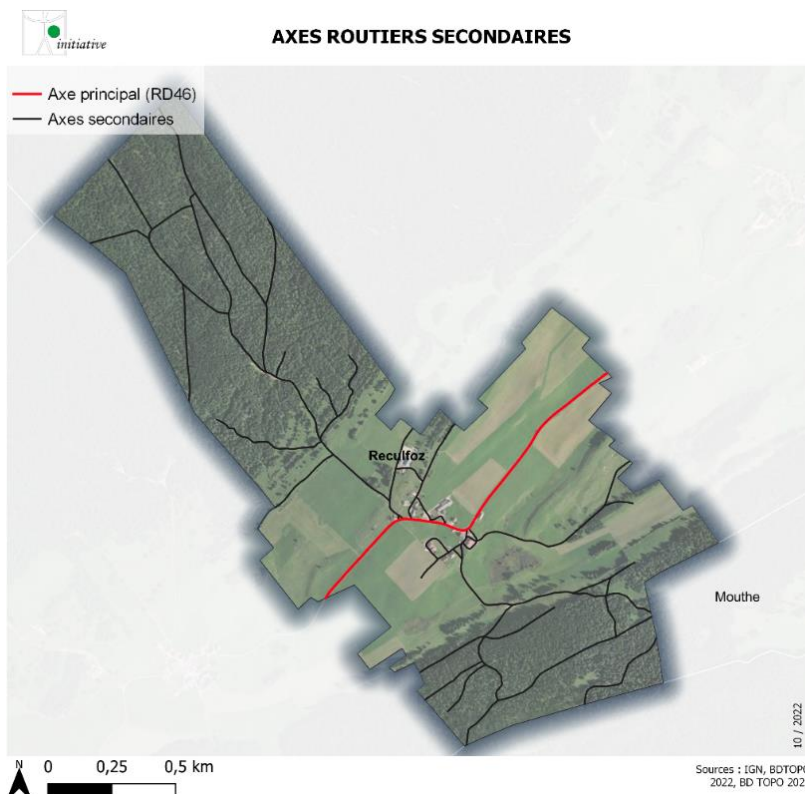 initiative
AXES ROUTIERS SECONDAIRES
Axe principal (RD46)
Axes secondaires
Reculfoz
Mouthe
10 / 2022
N 0 0,25 0,5 km
Sources : IGN, BDTOPO
2022, BD TOPO 202